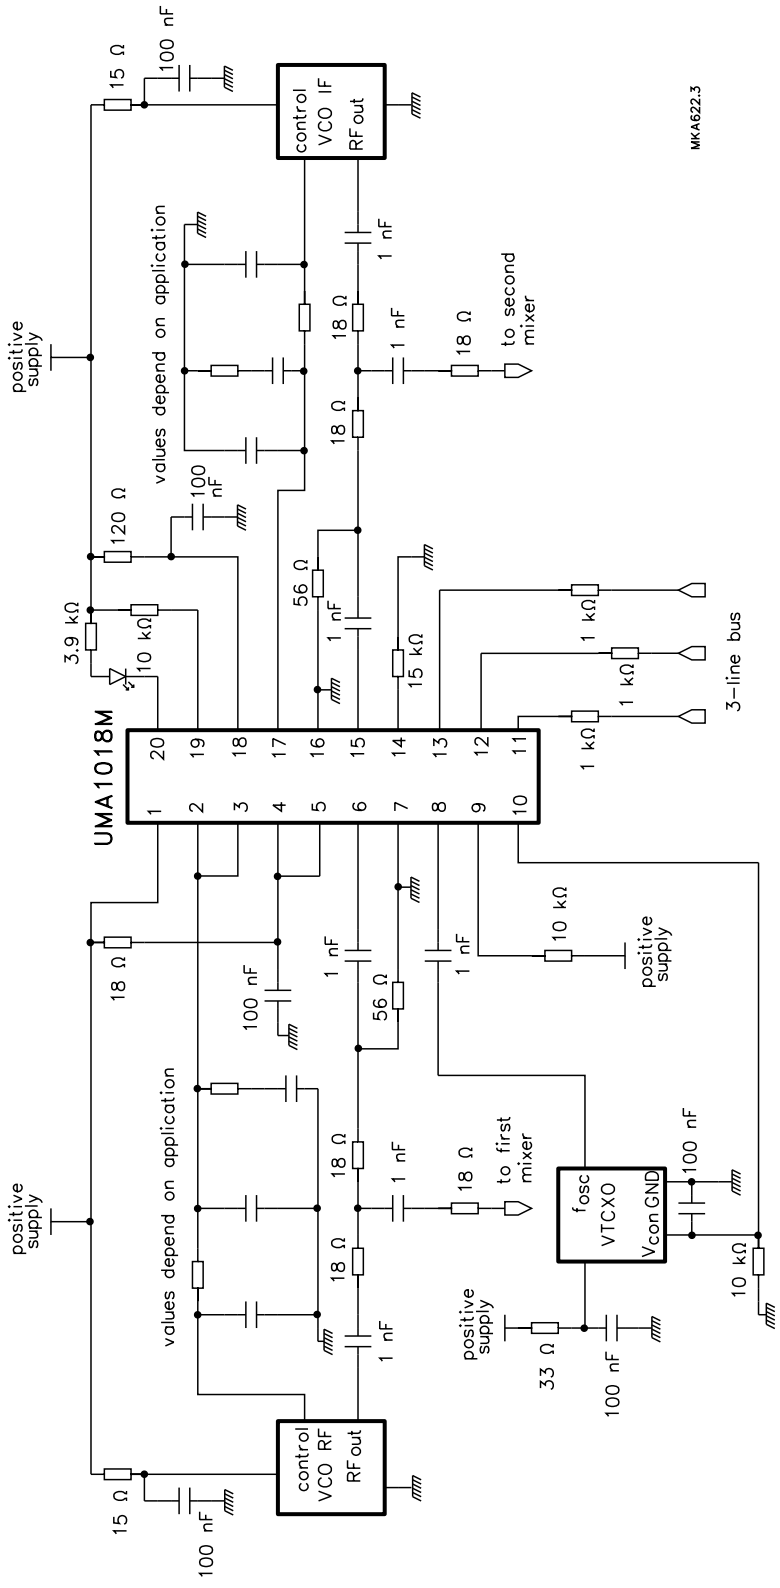 positive
supply
positive
supply
15 Ω
100 nF
control
VCO RF
RF out
values depend on application
18 Ω
100 nF
1 nF
18 Ω
18 Ω
1 nF
18 Ω
to first
mixer
56 Ω
1 nF
1 nF
UMA1018M
1
2
3
4
5
6
7
8
9
10
20
19
18
17
16
15
14
13
12
11
3.9 kΩ
10 kΩ
120 Ω
100
nF
values depend on application
56 Ω
1 nF
18 Ω
18 Ω
1 nF
18 Ω
to second
mixer
1 nF
15 Ω
100 nF
control
VCO IF
RF out
15 kΩ
1 kΩ
1 kΩ
1 kΩ
3-line bus
10 kΩ
positive
supply
positive
supply
33 Ω
100 nF
fosc
VTCXO
Vcon GND
100 nF
10 kΩ
MKA622.3